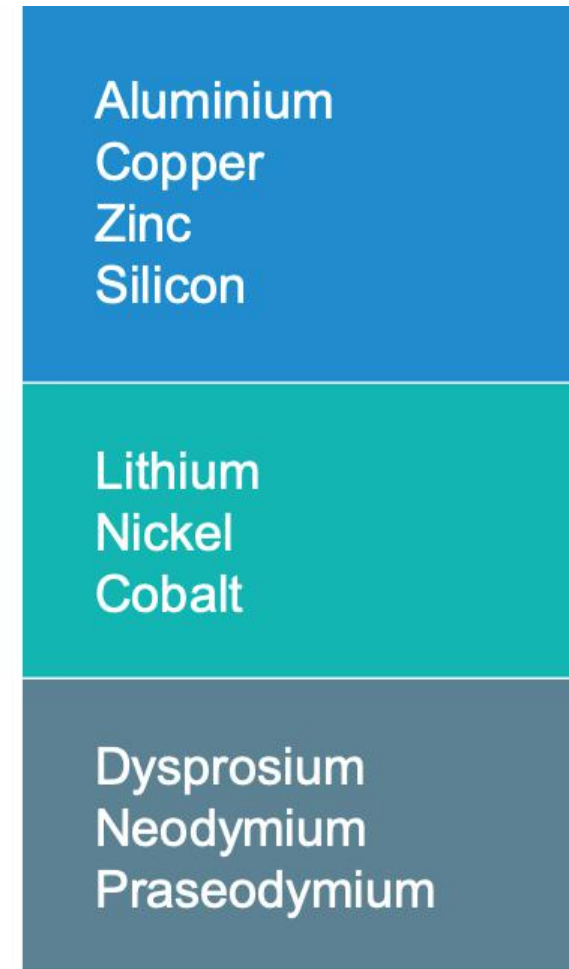 Aluminium
Copper
Zinc
Silicon
Lithium
Nickel
Cobalt
Dysprosium
Neodymium
Praseodymium